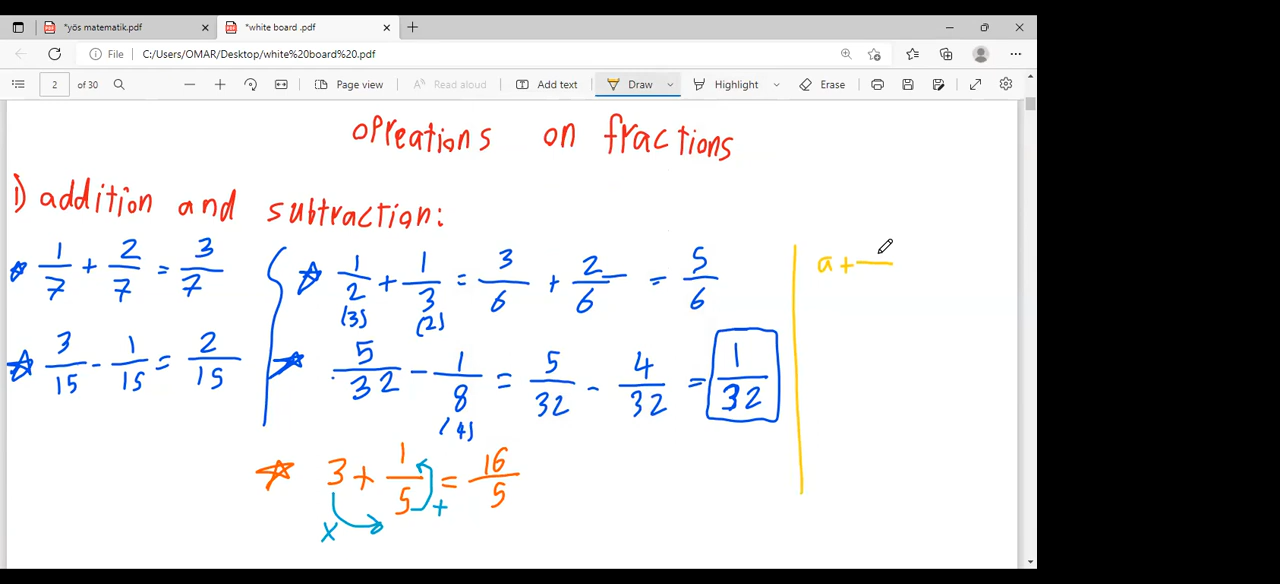 *yös matematik.pdf
*white board .pdf
File C:/Users/OMAR/Desktop/white%20board%20.pdf
2 of 30 Page view Read aloud Add text Draw Highlight Erase
opreations on fractions
1) addition and subtraction:
☆ 1/7 + 2/7 = 3/7
☆ 3/15 - 1/15 = 2/15
☆ 1/2 + 1/3 = 3/6 + 2/6 = 5/6
(3) (2)
☆ 5/32 - 1/8 = 5/32 - 4/32 = 1/32
(4)
☆ 3 + 1/5 = 16/5
x +
a +